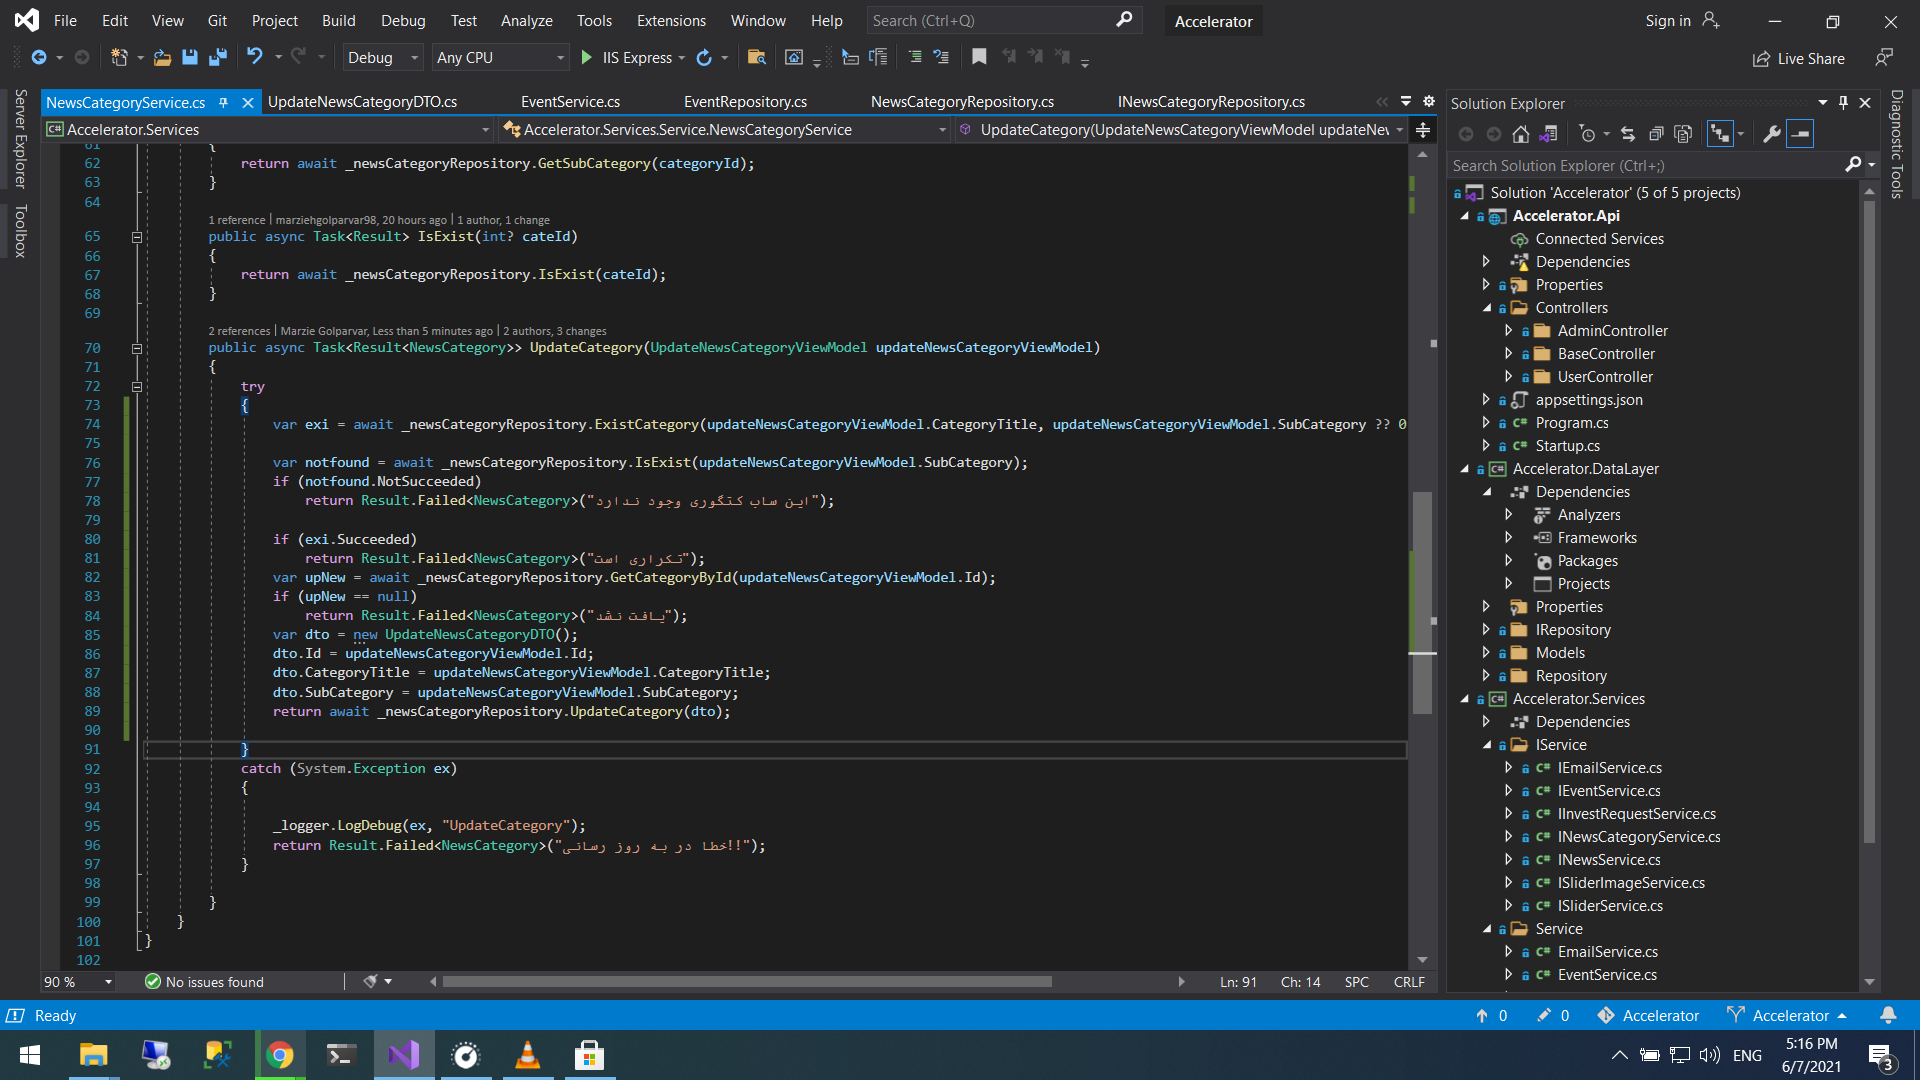 File Edit View Git Project Build Debug Test Analyze Tools Extensions Window Help Search (Ctrl+Q) Accelerator Sign in
Debug Any CPU IIS Express Live Share
Server Explorer
Toolbox
Diagnostic Tools
NewsCategoryService.cs UpdateNewsCategoryDTO.cs EventService.cs EventRepository.cs NewsCategoryRepository.cs INewsCategoryRepository.cs
Accelerator.Services Accelerator.Services.Service.NewsCategoryService UpdateCategory(UpdateNewsCategoryViewModel updateNev
61 {
62 return await _newsCategoryRepository.GetSubCategory(categoryId);
63 }
64
1 reference | marziehgolparvar98, 20 hours ago | 1 author, 1 change
65 public async Task<Result> IsExist(int? cateId)
66 {
67 return await _newsCategoryRepository.IsExist(cateId);
68 }
69
2 references | Marzie Golparvar, Less than 5 minutes ago | 2 authors, 3 changes
70 public async Task<Result<NewsCategory>> UpdateCategory(UpdateNewsCategoryViewModel updateNewsCategoryViewModel)
71 {
72 try
73 {
74 var exi = await _newsCategoryRepository.ExistCategory(updateNewsCategoryViewModel.CategoryTitle, updateNewsCategoryViewModel.SubCategory ?? 0
75
76 var notfound = await _newsCategoryRepository.IsExist(updateNewsCategoryViewModel.SubCategory);
77 if (notfound.NotSucceeded)
78 return Result.Failed<NewsCategory>("این ساب کتگوری وجود ندارد");
79
80 if (exi.Succeeded)
81 return Result.Failed<NewsCategory>("تکراری است");
82 var upNew = await _newsCategoryRepository.GetCategoryById(updateNewsCategoryViewModel.Id);
83 if (upNew == null)
84 return Result.Failed<NewsCategory>("یافت نشد");
85 var dto = new UpdateNewsCategoryDTO();
86 dto.Id = updateNewsCategoryViewModel.Id;
87 dto.CategoryTitle = updateNewsCategoryViewModel.CategoryTitle;
88 dto.SubCategory = updateNewsCategoryViewModel.SubCategory;
89 return await _newsCategoryRepository.UpdateCategory(dto);
90
91 }
92 catch (System.Exception ex)
93 {
94
95 _logger.LogDebug(ex, "UpdateCategory");
96 return Result.Failed<NewsCategory>("خطا در به روز رسانی!!");
97 }
98
99 }
100 }
101 }
102
90 % No issues found Ln: 91 Ch: 14 SPC CRLF
Solution Explorer
Search Solution Explorer (Ctrl+;)
Solution 'Accelerator' (5 of 5 projects)
Accelerator.Api
Connected Services
Dependencies
Properties
Controllers
AdminController
BaseController
UserController
appsettings.json
C# Program.cs
C# Startup.cs
C# Accelerator.DataLayer
Dependencies
Analyzers
Frameworks
Packages
Projects
Properties
IRepository
Models
Repository
C# Accelerator.Services
Dependencies
IService
C# IEmailService.cs
C# IEventService.cs
C# IInvestRequestService.cs
C# INewsCategoryService.cs
C# INewsService.cs
C# ISliderImageService.cs
C# ISliderService.cs
Service
C# EmailService.cs
C# EventService.cs
Ready 0 0 Accelerator Accelerator
ENG 5:16 PM
6/7/2021 3